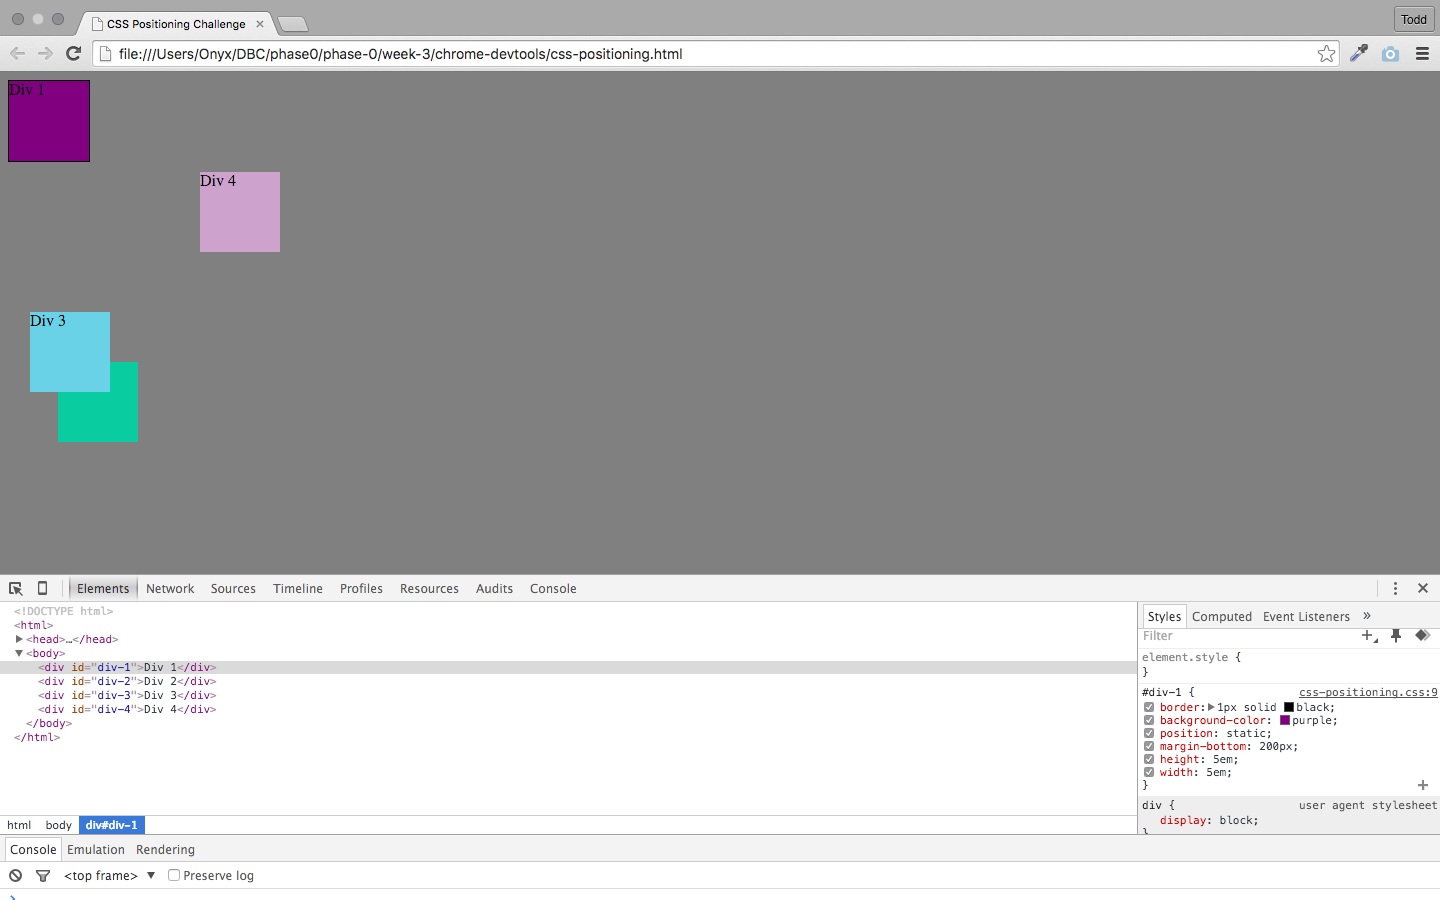 CSS Positioning Challenge
Todd
file:///Users/Onyx/DBC/phase0/phase-0/week-3/chrome-devtools/css-positioning.html
Div 1
Div 4
Div 3
Elements Network Sources Timeline Profiles Resources Audits Console
<!DOCTYPE html>
<html>
<head>…</head>
<body>
<div id="div-1">Div 1</div>
<div id="div-2">Div 2</div>
<div id="div-3">Div 3</div>
<div id="div-4">Div 4</div>
</body>
</html>
html body div#div-1
Styles Computed Event Listeners »
Filter
element.style {
}
#div-1 { css-positioning.css:9
border: 1px solid black;
background-color: purple;
position: static;
margin-bottom: 200px;
height: 5em;
width: 5em;
}
div { user agent stylesheet
display: block;
}
Console Emulation Rendering
<top frame> Preserve log